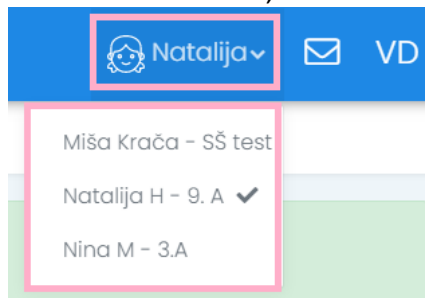 Natalija
VD
Miša Krača - SŠ test
Natalija H - 9. A
Nina M - 3.A